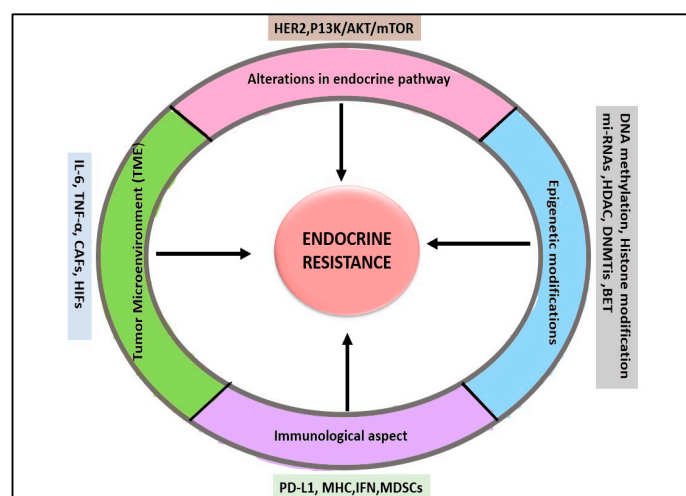 HER2,P13K/AKT/mTOR
Alterations in endocrine pathway
IL-6, TNF-α, CAFs, HIFs
Tumor Microenvironment (TME)
ENDOCRINE
RESISTANCE
Epigenetic modifications
DNA methylation, Histone modification
mi-RNAs ,HDAC, DNMTis ,BET
Immunological aspect
PD-L1, MHC,IFN,MDSCs